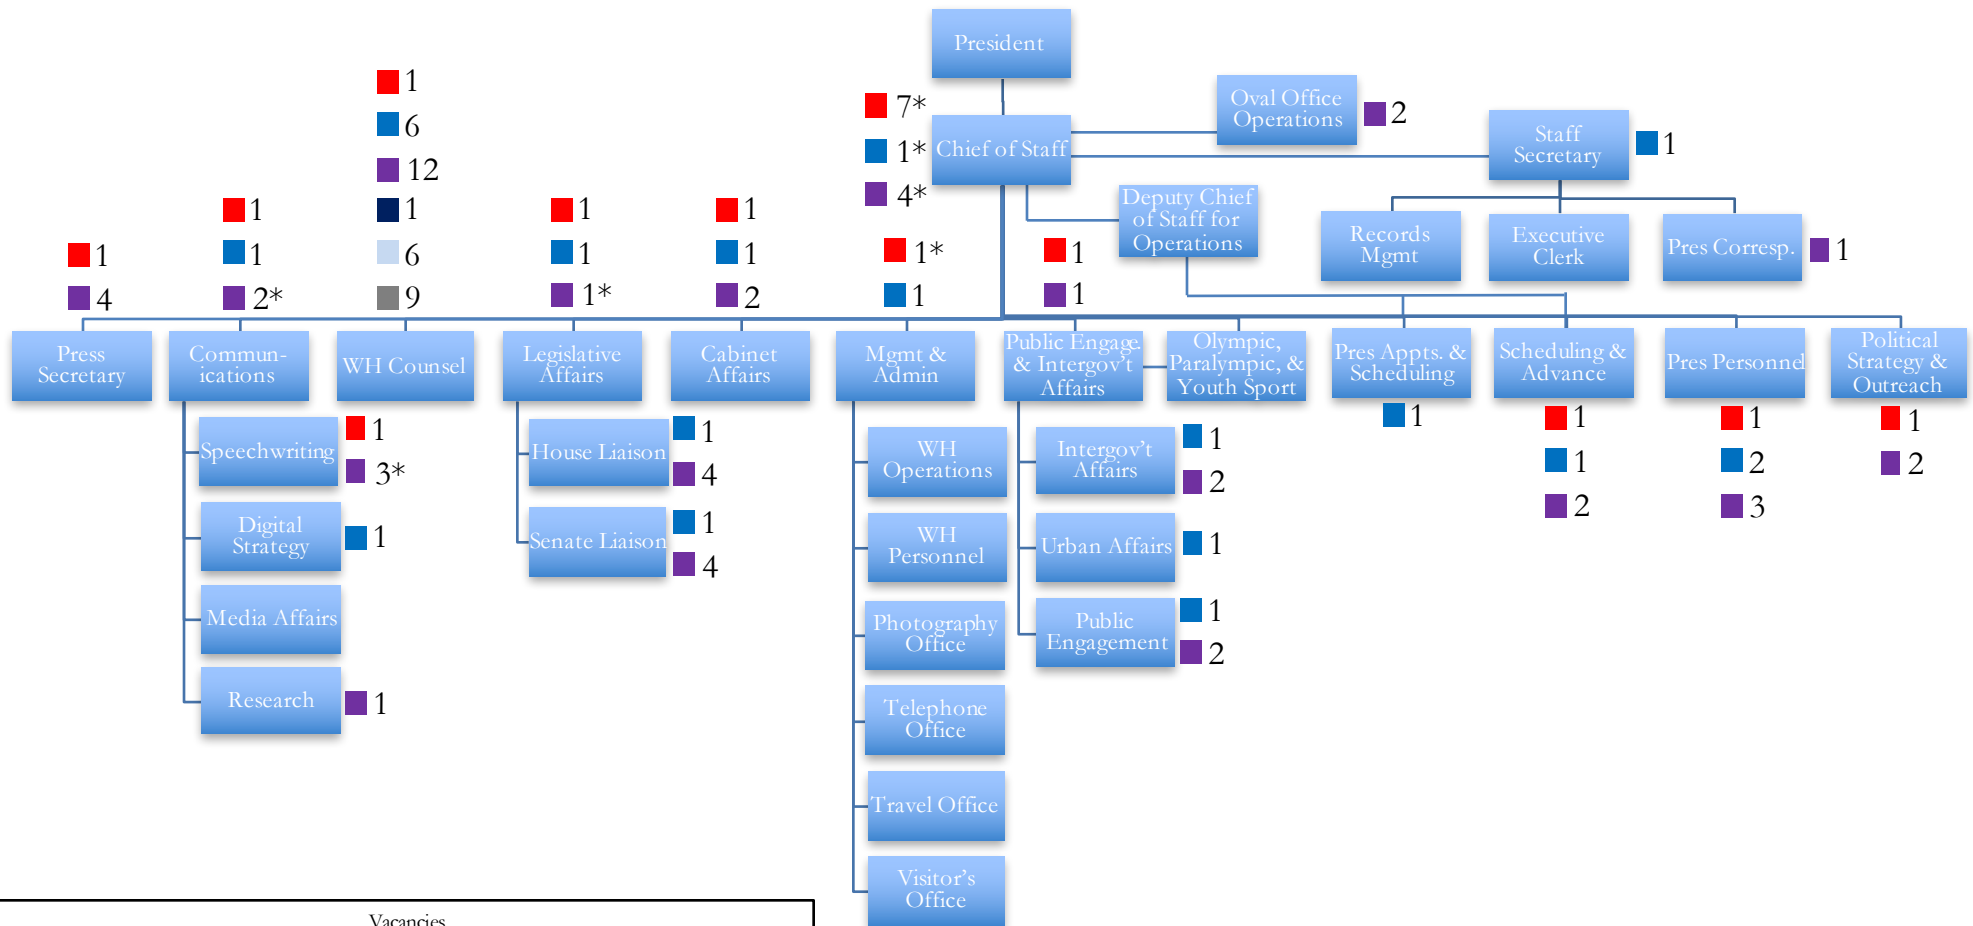 President
1
6
12
1
6
9
7*
1*
4*
Chief of Staff
Oval Office
Operations
2
Staff
Secretary
1
Deputy Chief
of Staff for
Operations
Records
Mgmt
Executive
Clerk
Pres Corresp.
1
1
4
1
1
2*
1
1
1*
1
1
2
1*
1
1
1
Press
Secretary
Commun-
ications
WH Counsel
Legislative
Affairs
Cabinet
Affairs
Mgmt &
Admin
Public Engage.
& Intergov't
Affairs
Olympic,
Paralympic, &
Youth Sport
Pres Appts. &
Scheduling
Scheduling &
Advance
Pres Personnel
Political
Strategy &
Outreach
1
1
1
2
1
2
3
1
2
Speechwriting
1
3*
Digital
Strategy
1
Media Affairs
Research
1
House Liaison
1
4
Senate Liaison
1
4
WH
Operations
WH
Personnel
Photography
Office
Telephone
Office
Travel Office
Visitor's
Office
Intergov't
Affairs
1
2
Urban Affairs
1
Public
Engagement
1
2
Vacancies